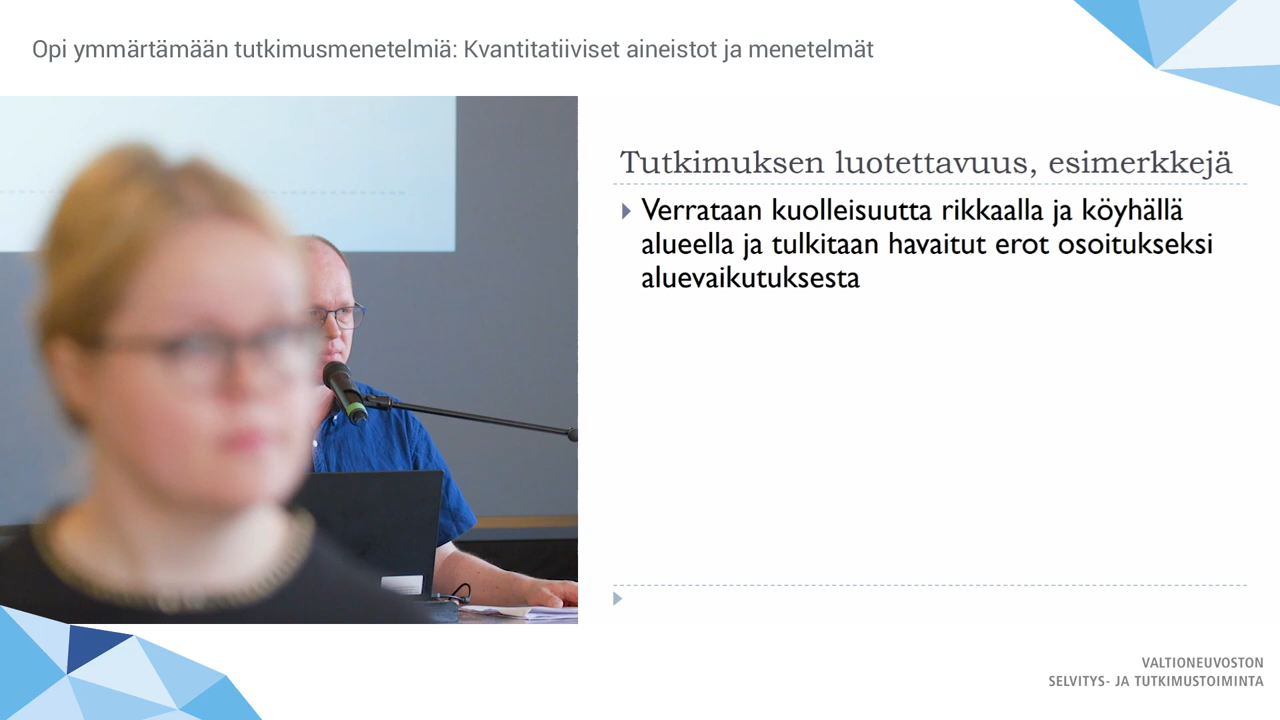 Opi ymmärtämään tutkimusmenetelmiä: Kvantitatiiviset aineistot ja menetelmät
Tutkimuksen luotettavuus, esimerkkejä
Verrataan kuolleisuutta rikkaalla ja köyhällä
alueella ja tulkitaan havaitut erot osoitukseksi
aluevaikutuksesta
VALTIONEUVOSTON
SELVITYS- JA TUTKIMUSTOIMINTA